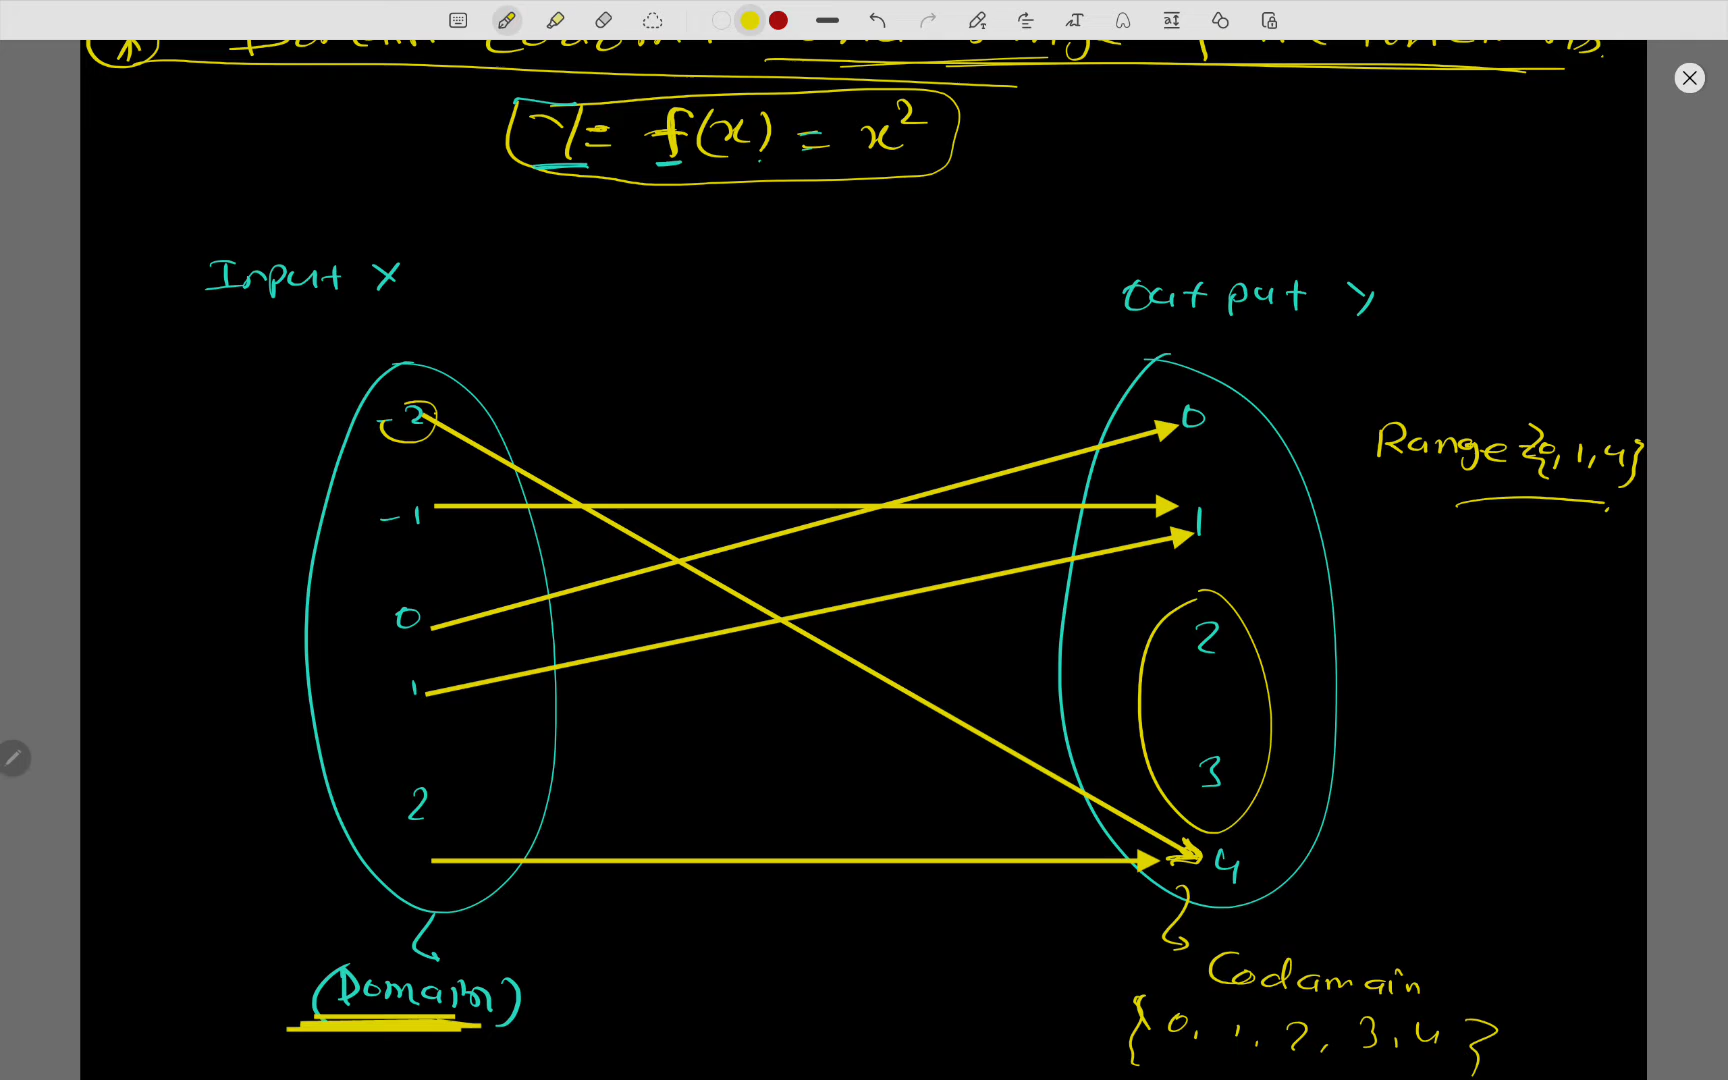 y = f(x) = x²
Input x
Output y
-2
0
Range {0, 1, 4}
-1
1
0
2
1
3
2
4
(Domain)
Codamain
{ 0, 1, 2, 3, 4 }